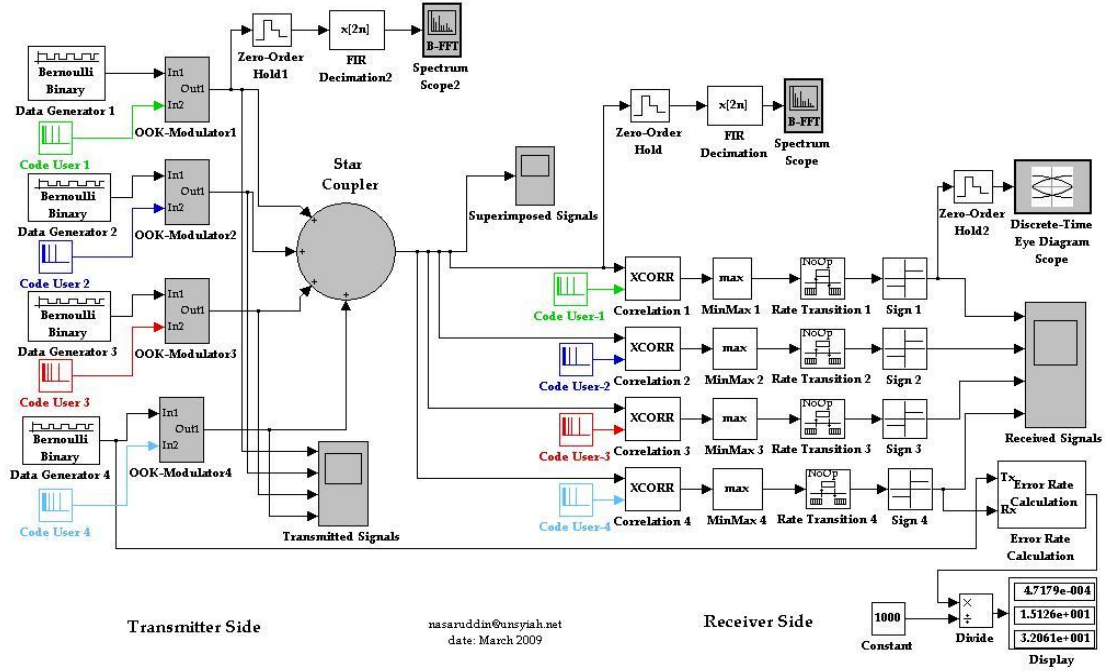 x[2n]
B-FFT
Zero-Order
Hold1
FIR
Decimation2
Spectrum
Scope2
Bernoulli
Binary
Data Generator 1
In1
In2
Out1
OOK-Modulator1
Code User 1
Bernoulli
Binary
Data Generator 2
In1
In2
Out1
OOK-Modulator2
Code User 2
Bernoulli
Binary
Data Generator 3
In1
In2
Out1
OOK-Modulator3
Code User 3
Bernoulli
Binary
Data Generator 4
In1
In2
Out1
OOK-Modulator4
Code User 4
Star
Coupler
+
+
+
+
Transmitted Signals
Superimposed Signals
Zero-Order
Hold
x[2n]
FIR
Decimation
B-FFT
Spectrum
Scope
Zero-Order
Hold2
Discrete-Time
Eye Diagram
Scope
Code User-1
XCORR
Correlation 1
max
MinMax 1
NoOp
Rate Transition 1
Sign 1
Code User-2
XCORR
Correlation 2
max
MinMax 2
NoOp
Rate Transition 2
Sign 2
Code User-3
XCORR
Correlation 3
max
MinMax 3
NoOp
Rate Transition 3
Sign 3
Code User-4
XCORR
Correlation 4
max
MinMax 4
NoOp
Rate Transition 4
Sign 4
Received Signals
Tx
Rx
Error Rate
Calculation
Error Rate
Calculation
1000
Constant
×
÷
Divide
4.7179e-004
1.5126e+001
3.2061e+001
Display
Transmitter Side
nasaruddin@unsyiah.net
date: March 2009
Receiver Side